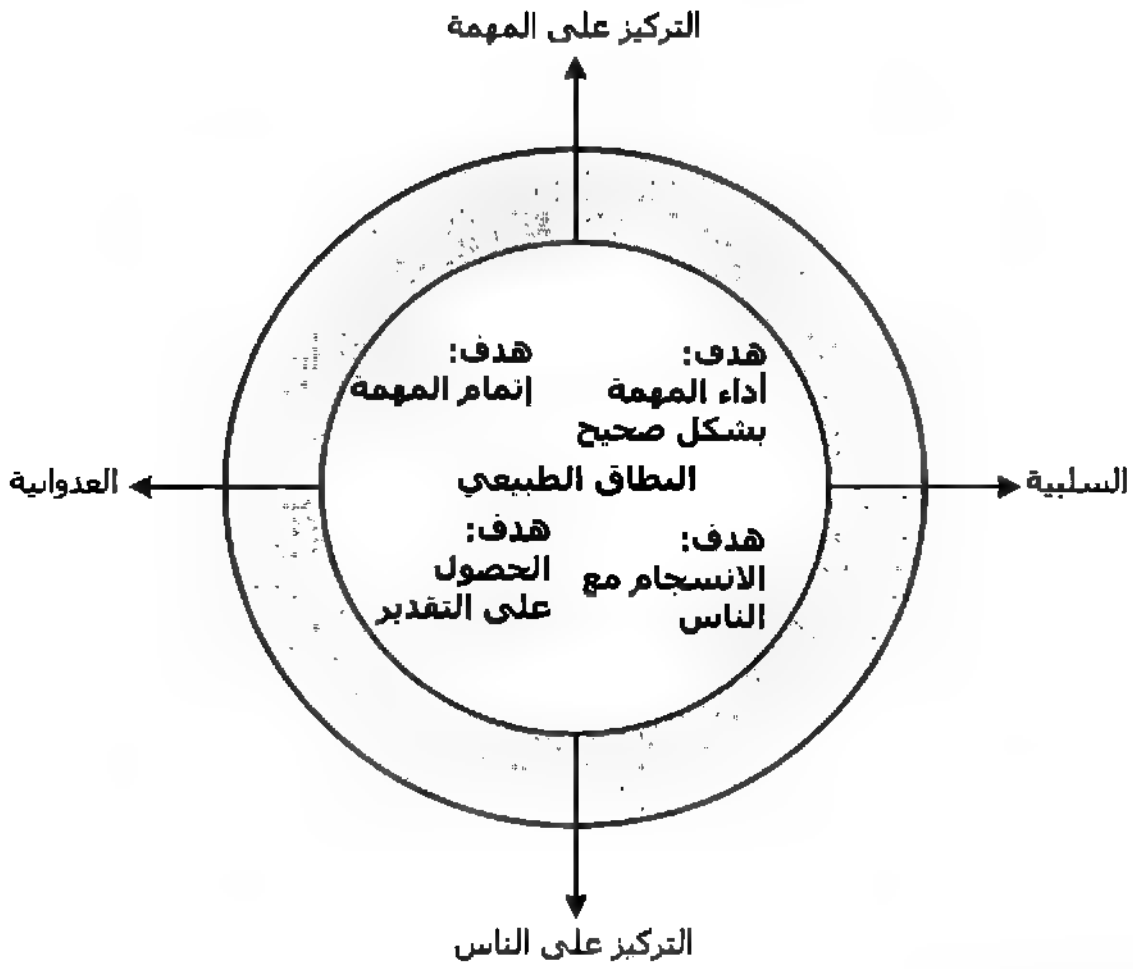 التركيز على المهمة
هدف:
أداء المهمة
بشكل صحيح
هدف:
إتمام المهمة
السلبية
النطاق الطبيعي
العدوانية
هدف:
الانسجام مع
الناس
هدف:
الحصول
على التقدير
التركيز على الناس